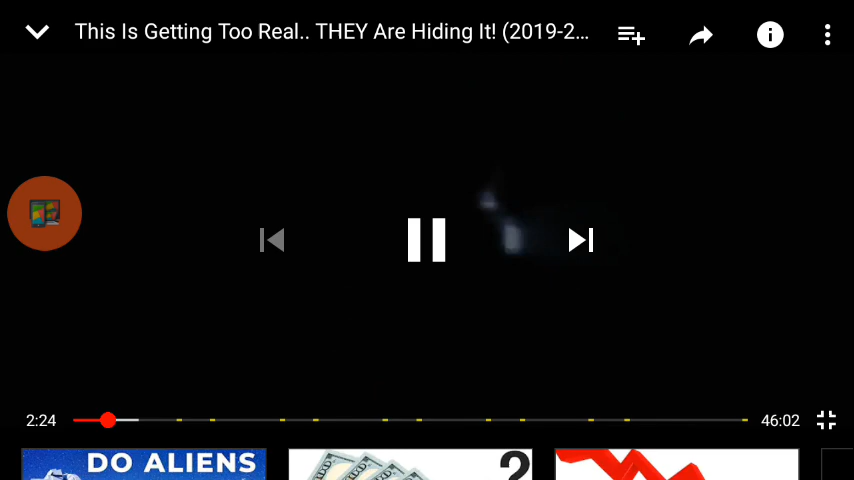 This Is Getting Too Real.. THEY Are Hiding It! (2019-2...
2:24
46:02
DO ALIENS
?